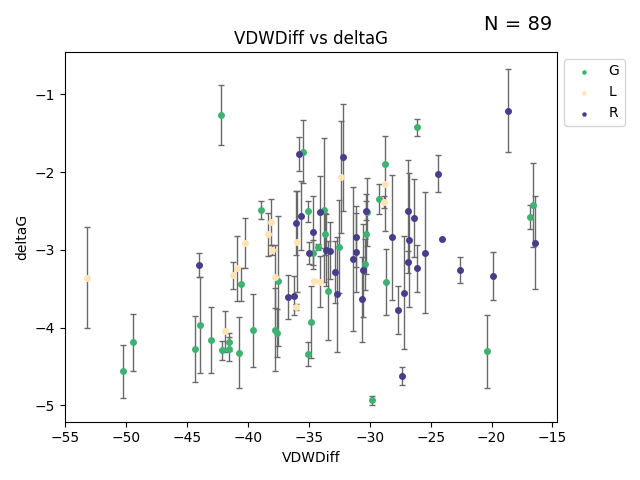 N = 89
VDWDiff vs deltaG
G
L
R
deltaG
−1
−2
−3
−4
−5
−55 −50 −45 −40 −35 −30 −25 −20 −15
VDWDiff